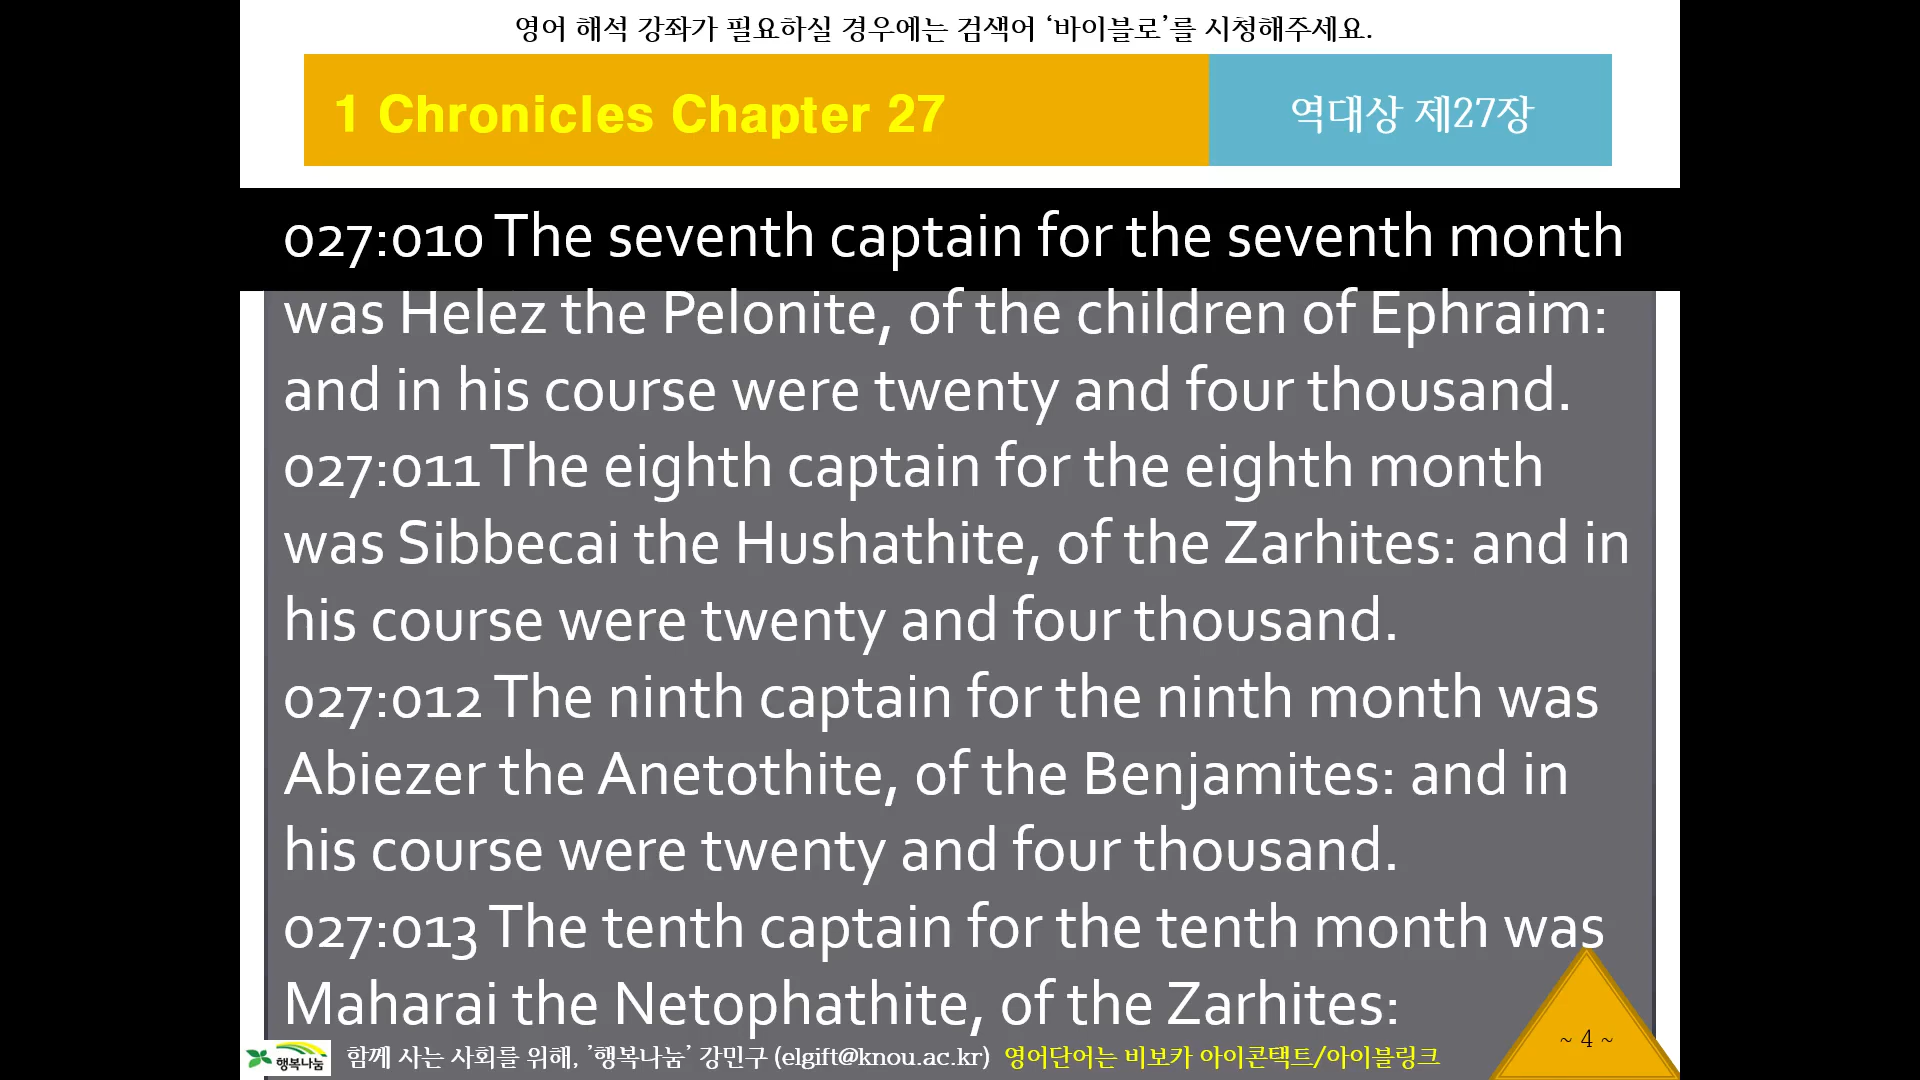 영어 해석 강좌가 필요하실 경우에는 검색어 ‘바이블로’를 시청해주세요.
1 Chronicles Chapter 27
역대상 제27장
027:010 The seventh captain for the seventh month
was Helez the Pelonite, of the children of Ephraim:
and in his course were twenty and four thousand.
027:011 The eighth captain for the eighth month
was Sibbecai the Hushathite, of the Zarhites: and in
his course were twenty and four thousand.
027:012 The ninth captain for the ninth month was
Abiezer the Anetothite, of the Benjamites: and in
his course were twenty and four thousand.
027:013 The tenth captain for the tenth month was
Maharai the Netophathite, of the Zarhites:
~ 4 ~
행복나눔
함께 사는 사회를 위해, ’행복나눔’ 강민구 (elgift@knou.ac.kr) 영어단어는 비보카 아이콘택트/아이블링크